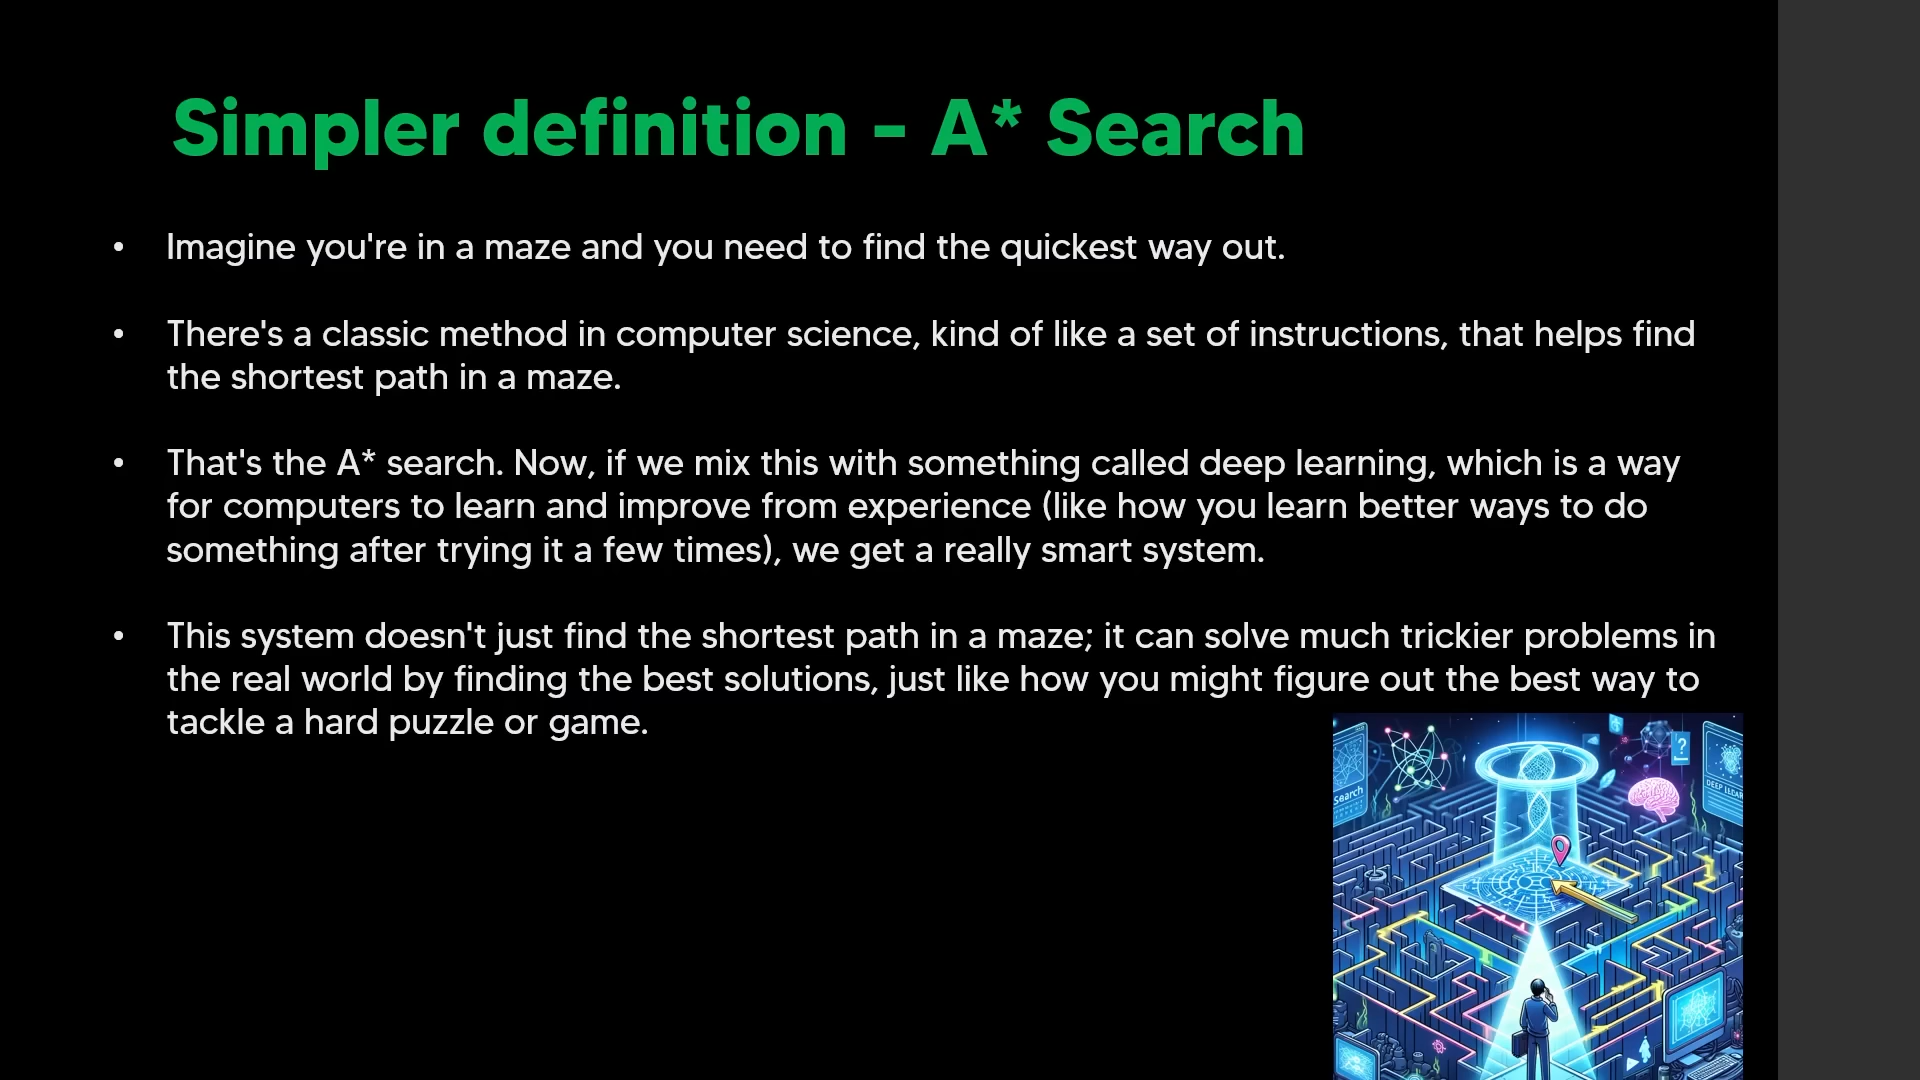 Simpler definition - A* Search
• Imagine you're in a maze and you need to find the quickest way out.
• There's a classic method in computer science, kind of like a set of instructions, that helps find
the shortest path in a maze.
• That's the A* search. Now, if we mix this with something called deep learning, which is a way
for computers to learn and improve from experience (like how you learn better ways to do
something after trying it a few times), we get a really smart system.
• This system doesn't just find the shortest path in a maze; it can solve much trickier problems in
the real world by finding the best solutions, just like how you might figure out the best way to
tackle a hard puzzle or game.
?
Search